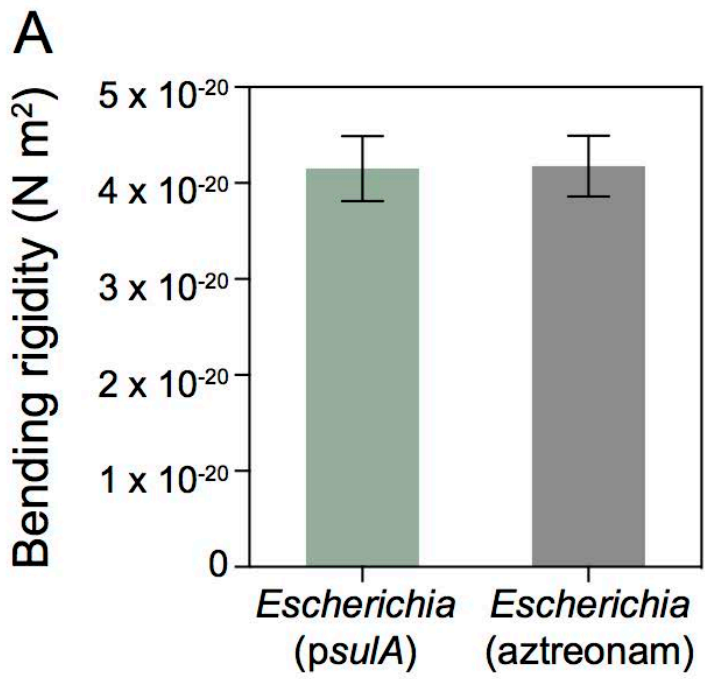 A
Bending rigidity (N m²)
5 x 10⁻²⁰
4 x 10⁻²⁰
3 x 10⁻²⁰
2 x 10⁻²⁰
1 x 10⁻²⁰
0
Escherichia
(psulA)
Escherichia
(aztreonam)